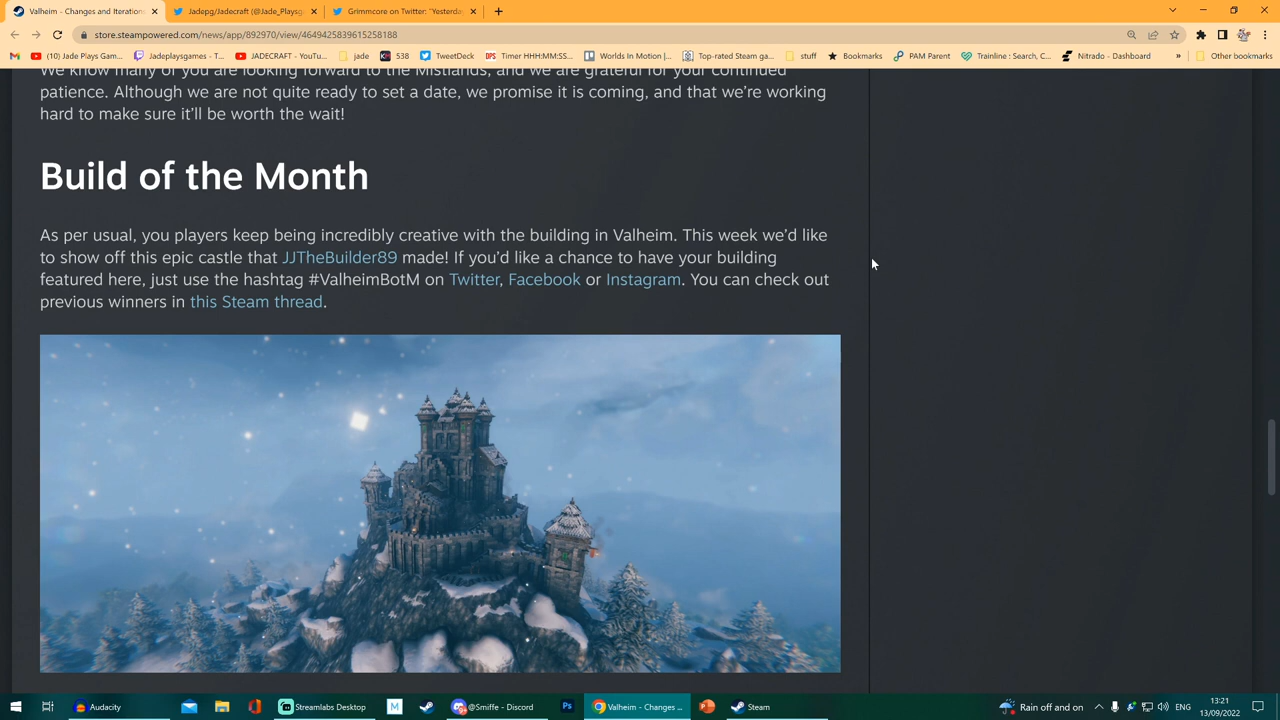 Valheim - Changes and Iteration
Jadepg/Jadecraft (@Jade_Playsg
Grimmcore on Twitter: "Yesterda
store.steampowered.com/news/app/892970/view/4649425839615258188
(10) Jade Plays Gam...
Jadeplaysgames - T...
JADECRAFT - YouTu...
jade
538
TweetDeck
Timer HHH:MM:SS...
Worlds In Motion |...
Top-rated Steam ga...
stuff
Bookmarks
PAM Parent
Trainline : Search, C...
Nitrado - Dashboard
»
Other bookmarks
We know many of you are looking forward to the Mistlands, and we are grateful for your continued
patience. Although we are not quite ready to set a date, we promise it is coming, and that we're working
hard to make sure it'll be worth the wait!
Build of the Month
As per usual, you players keep being incredibly creative with the building in Valheim. This week we'd like
to show off this epic castle that JJTheBuilder89 made! If you'd like a chance to have your building
featured here, just use the hashtag #ValheimBotM on Twitter, Facebook or Instagram. You can check out
previous winners in this Steam thread.
Audacity
Streamlabs Desktop
M
@Smiffe - Discord
Ps
Valheim - Changes ...
Steam
Rain off and on
ENG
13:21
13/09/2022